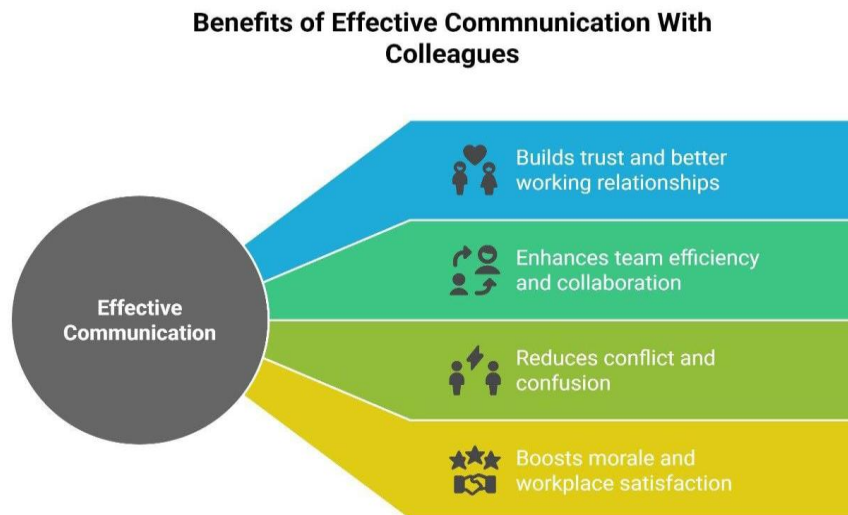 Benefits of Effective Commnunication With
Colleagues
Builds trust and better
working relationships
Enhances team efficiency
and collaboration
Effective
Communication
Reduces conflict and
confusion
Boosts morale and
workplace satisfaction